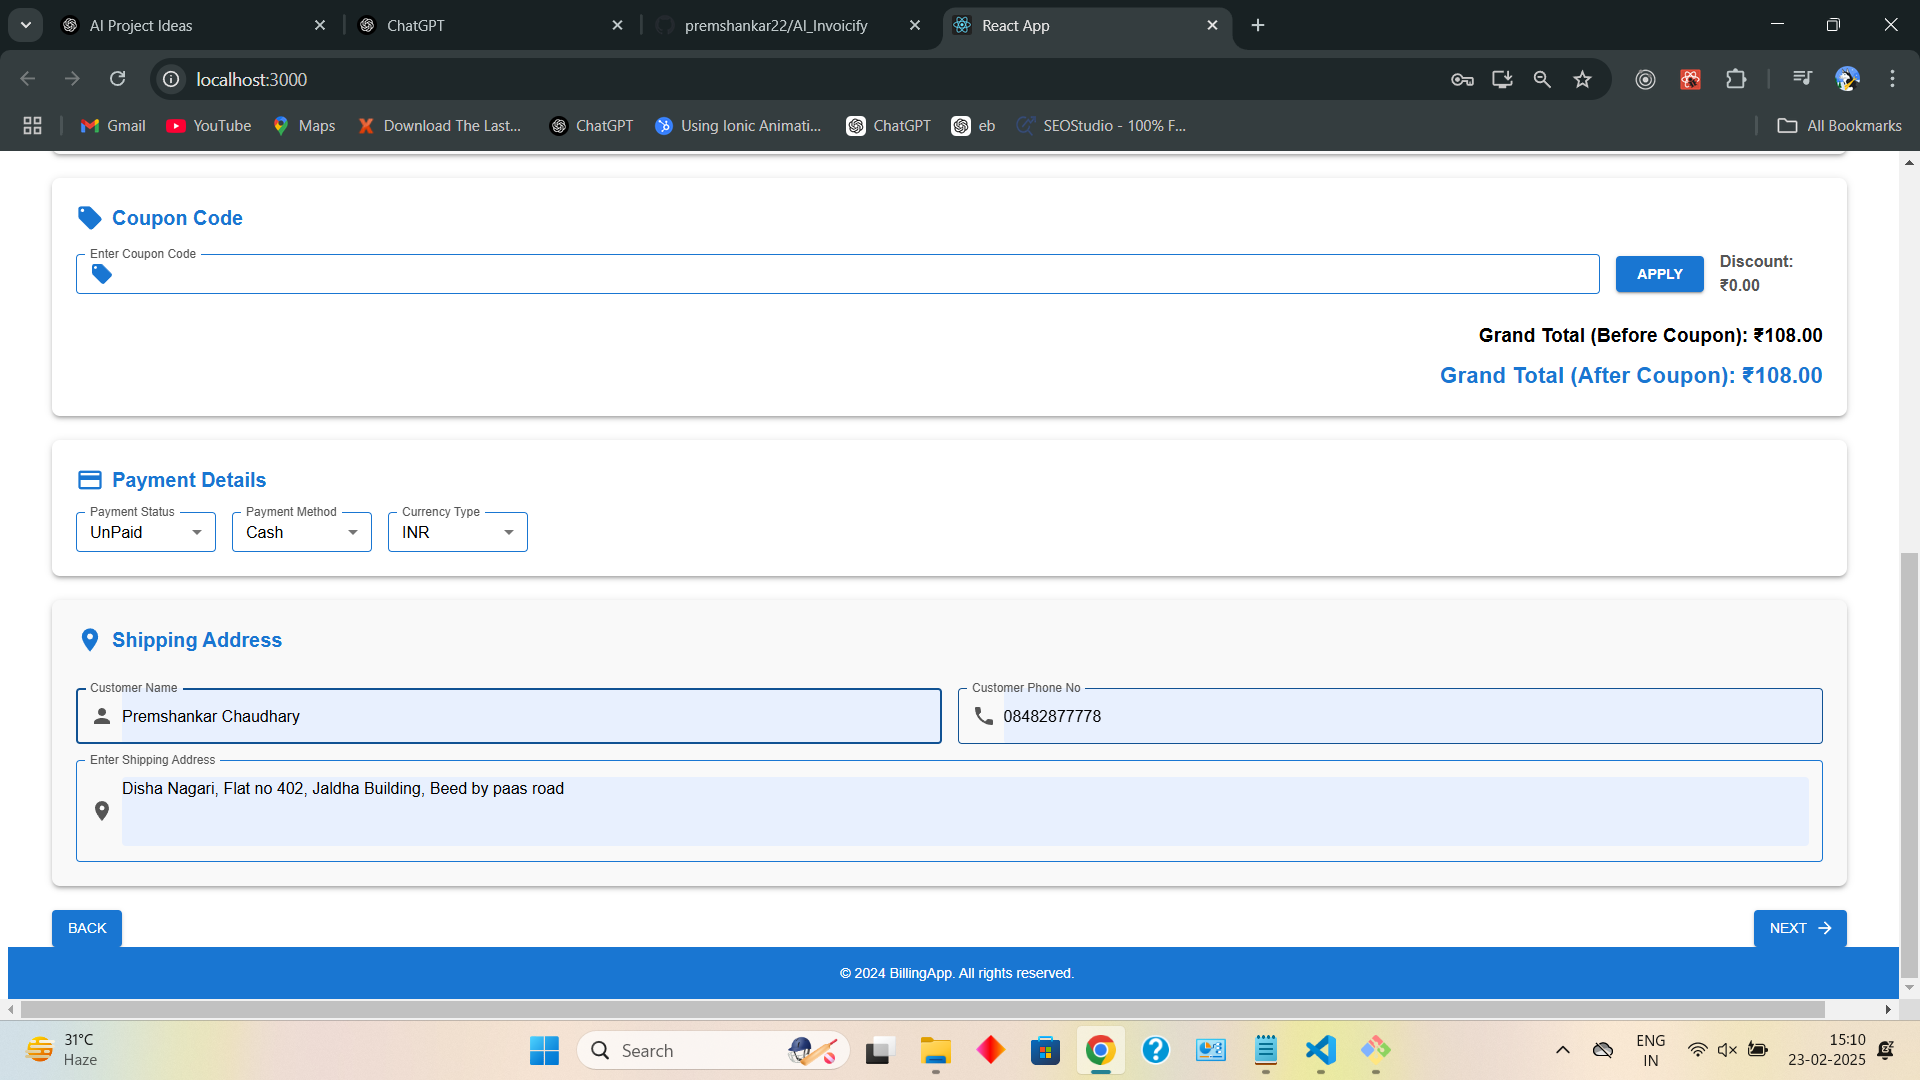 AI Project Ideas
ChatGPT
premshankar22/AI_Invoicify
React App
localhost:3000
Gmail
YouTube
Maps
Download The Last...
ChatGPT
Using Ionic Animati...
ChatGPT
eb
SEOStudio - 100% F...
All Bookmarks
Coupon Code
Enter Coupon Code
APPLY
Discount:
₹0.00
Grand Total (Before Coupon): ₹108.00
Grand Total (After Coupon): ₹108.00
Payment Details
Payment Status
UnPaid
Payment Method
Cash
Currency Type
INR
Shipping Address
Customer Name
Premshankar Chaudhary
Customer Phone No
08482877778
Enter Shipping Address
Disha Nagari, Flat no 402, Jaldha Building, Beed by paas road
BACK
NEXT
© 2024 BillingApp. All rights reserved.
31°C
Haze
Search
ENG
IN
15:10
23-02-2025